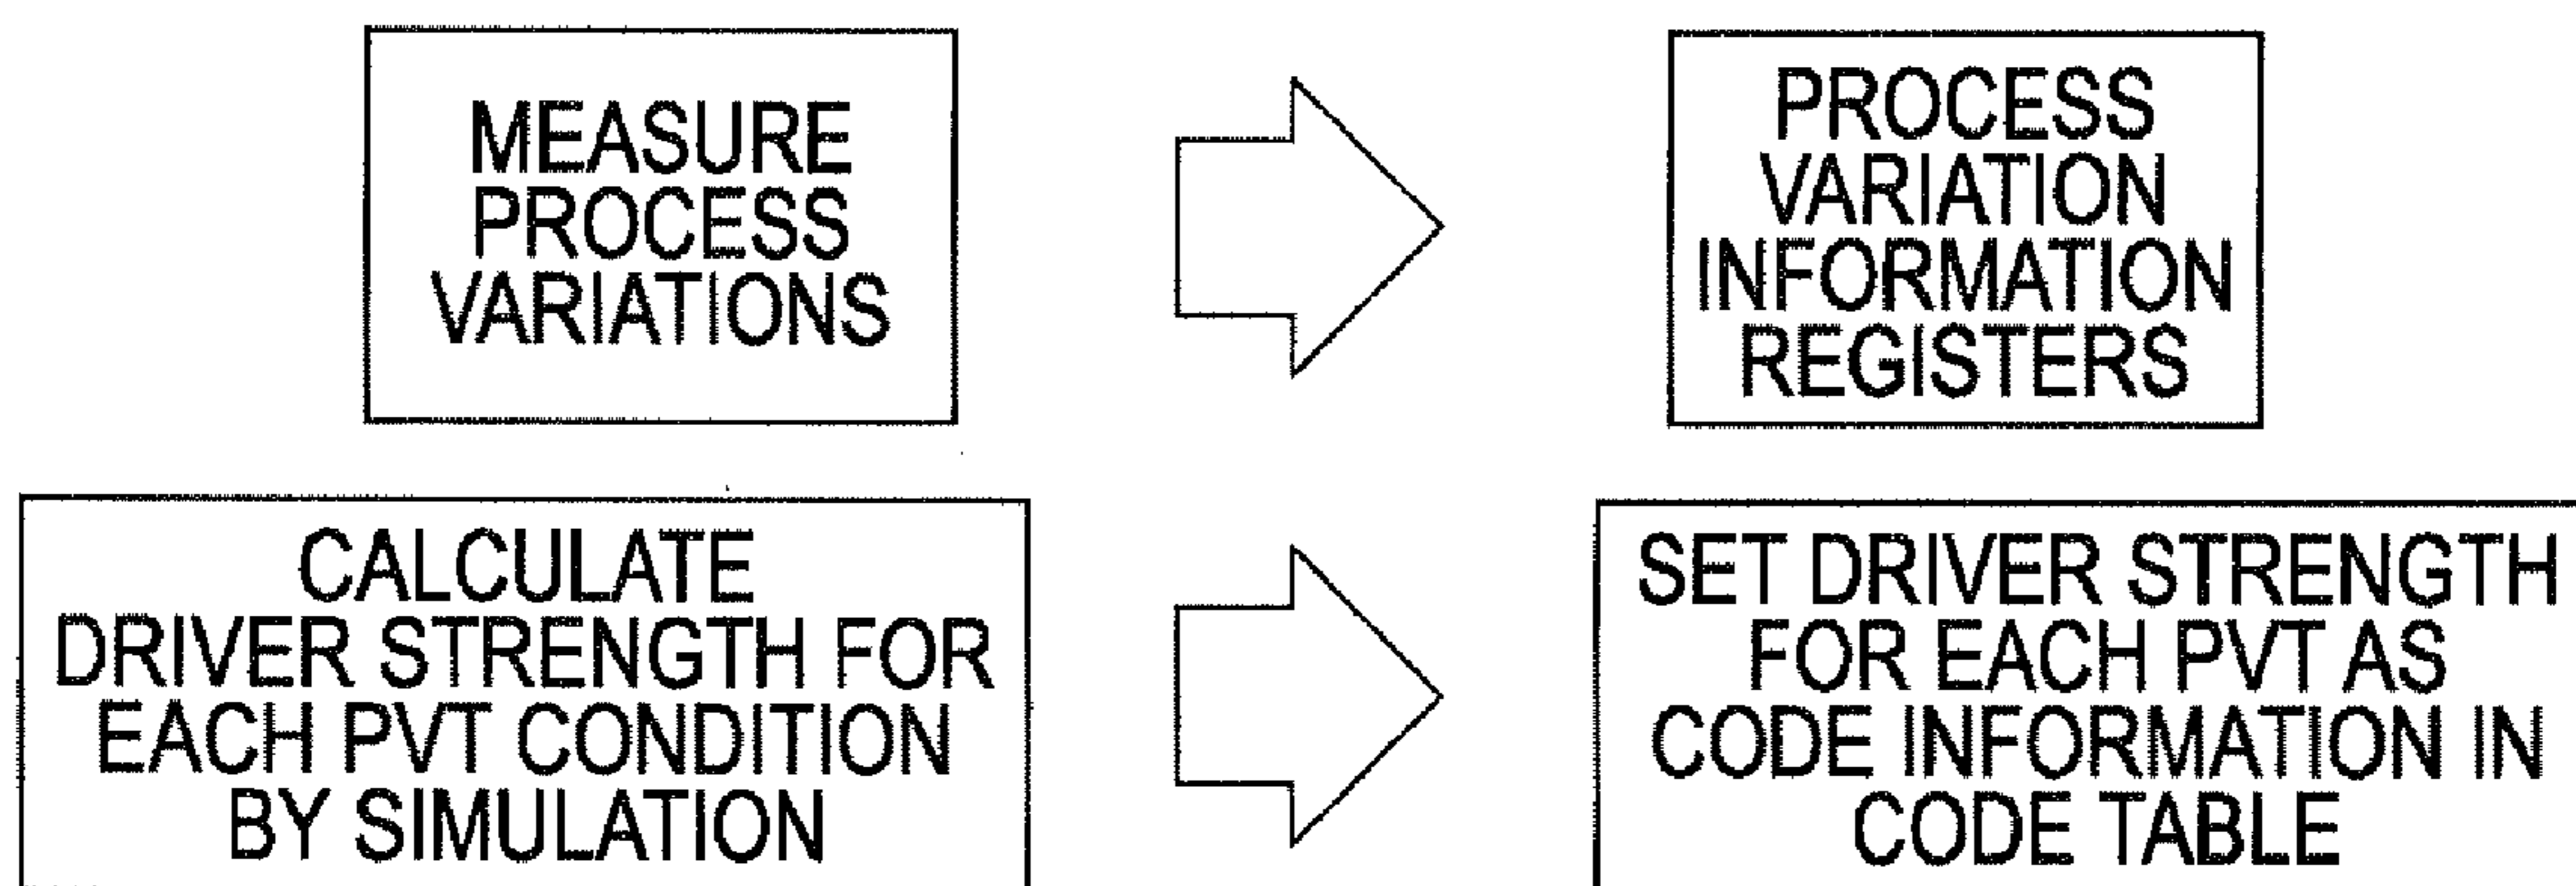 MEASURE
PROCESS
VARIATIONS
PROCESS
VARIATION
INFORMATION
REGISTERS
CALCULATE
DRIVER STRENGTH FOR
EACH PVT CONDITION
BY SIMULATION
SET DRIVER STRENGTH
FOR EACH PVT AS
CODE INFORMATION IN
CODE TABLE